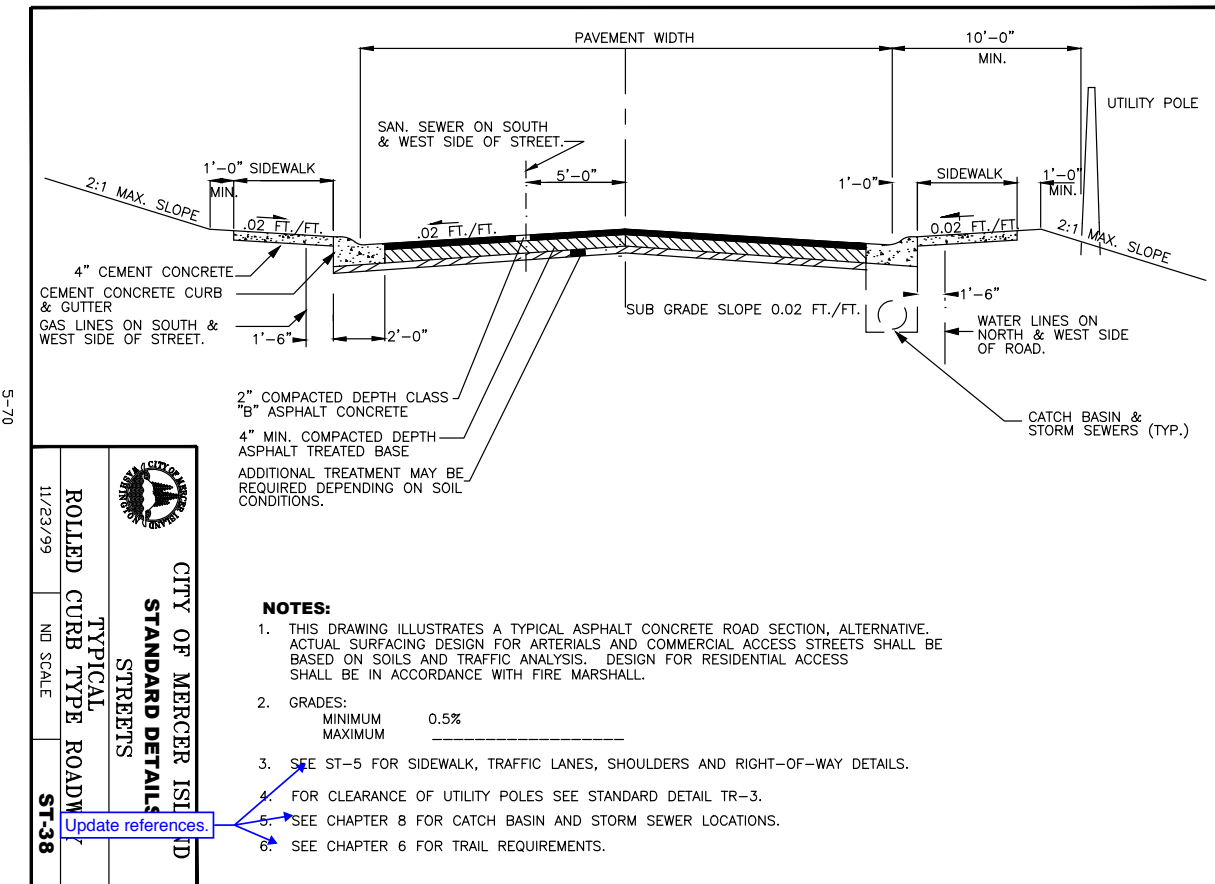 PAVEMENT WIDTH
10'-0"
MIN.
UTILITY POLE
SAN. SEWER ON SOUTH
& WEST SIDE OF STREET.
1'-0" SIDEWALK
MIN.
5'-0"
1'-0"
SIDEWALK
1'-0"
MIN.
2:1 MAX. SLOPE
.02 FT./FT.
.02 FT./FT.
0.02 FT./FT.
2:1 MAX. SLOPE
4" CEMENT CONCRETE
CEMENT CONCRETE CURB
& GUTTER
GAS LINES ON SOUTH &
WEST SIDE OF STREET.
1'-6"
2'-0"
SUB GRADE SLOPE 0.02 FT./FT.
1'-6"
WATER LINES ON
NORTH & WEST SIDE
OF ROAD.
2" COMPACTED DEPTH CLASS
"B" ASPHALT CONCRETE
4" MIN. COMPACTED DEPTH
ASPHALT TREATED BASE
ADDITIONAL TREATMENT MAY BE
REQUIRED DEPENDING ON SOIL
CONDITIONS.
CATCH BASIN &
STORM SEWERS (TYP.)
5-70
CITY OF MERCER ISLAND
WASHINGTON
CITY OF MERCER ISLAND
STANDARD DETAILS
STREETS
TYPICAL
ROLLED CURB TYPE ROADWAY
11/23/99
NO SCALE
ST-38
NOTES:
1. THIS DRAWING ILLUSTRATES A TYPICAL ASPHALT CONCRETE ROAD SECTION, ALTERNATIVE.
ACTUAL SURFACING DESIGN FOR ARTERIALS AND COMMERCIAL ACCESS STREETS SHALL BE
BASED ON SOILS AND TRAFFIC ANALYSIS. DESIGN FOR RESIDENTIAL ACCESS
SHALL BE IN ACCORDANCE WITH FIRE MARSHALL.
2. GRADES:
MINIMUM 0.5%
MAXIMUM ___________________
3. SEE ST-5 FOR SIDEWALK, TRAFFIC LANES, SHOULDERS AND RIGHT-OF-WAY DETAILS.
4. FOR CLEARANCE OF UTILITY POLES SEE STANDARD DETAIL TR-3.
5. SEE CHAPTER 8 FOR CATCH BASIN AND STORM SEWER LOCATIONS.
6. SEE CHAPTER 6 FOR TRAIL REQUIREMENTS.
Update references.